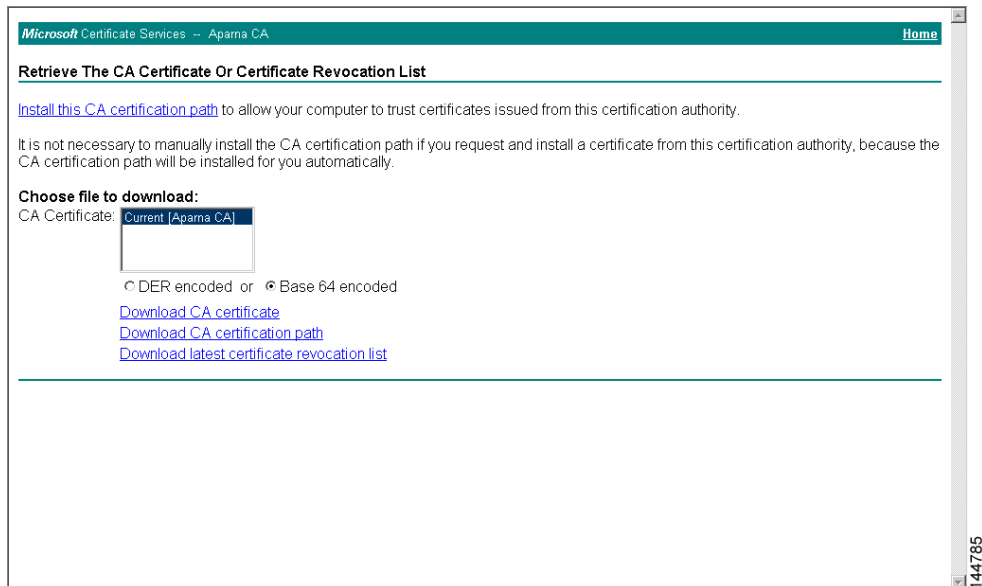 Microsoft Certificate Services -- Aparna CA Home
Retrieve The CA Certificate Or Certificate Revocation List
Install this CA certification path to allow your computer to trust certificates issued from this certification authority.
It is not necessary to manually install the CA certification path if you request and install a certificate from this certification authority, because the
CA certification path will be installed for you automatically.
Choose file to download:
CA Certificate: Current [Aparna CA]
DER encoded or Base 64 encoded
Download CA certificate
Download CA certification path
Download latest certificate revocation list
144785